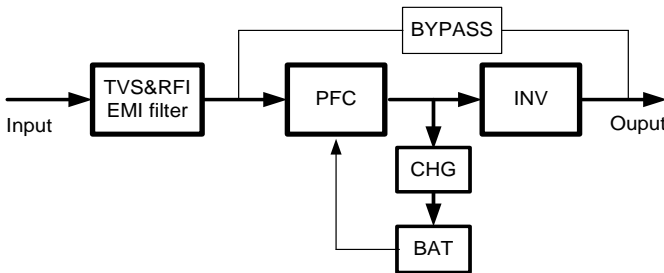 BYPASS
TVS&RFI
EMI filter
PFC
INV
Input
Ouput
CHG
BAT